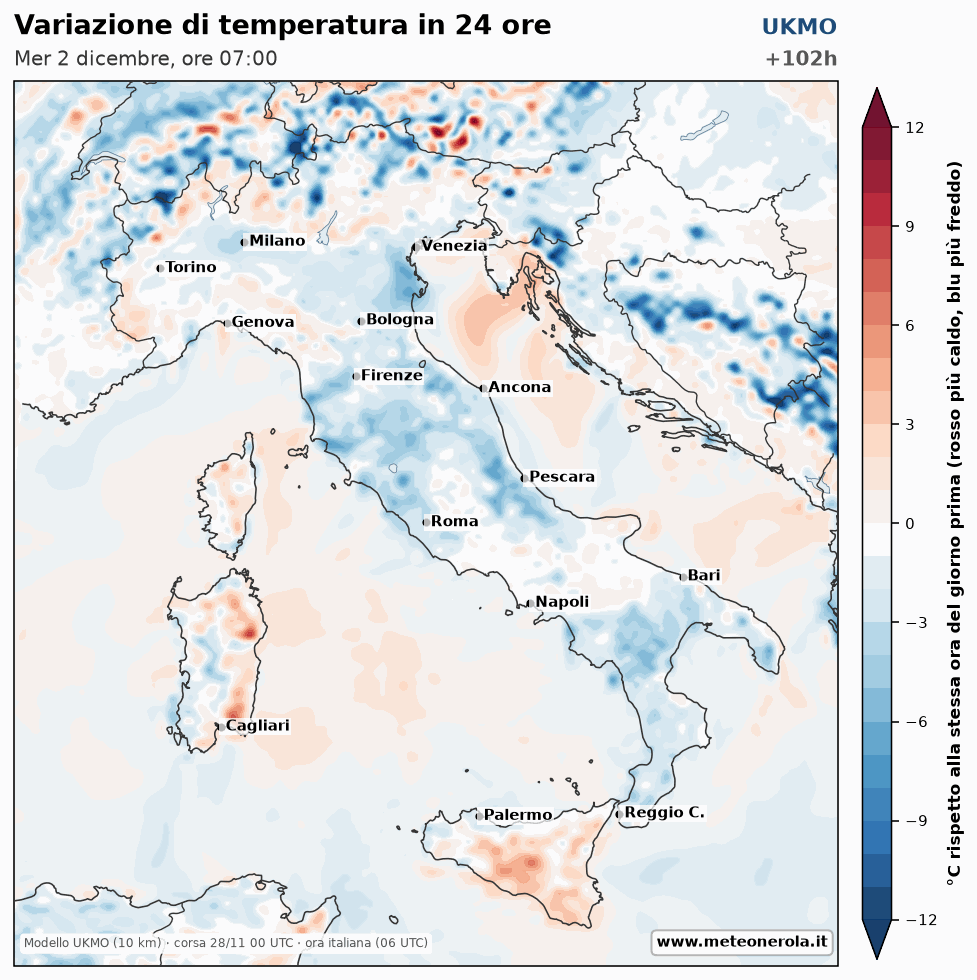 Variazione di temperatura in 24 ore
UKMO
Mer 2 dicembre, ore 07:00
+102h
Milano
Venezia
Torino
Genova
Bologna
Firenze
Ancona
Pescara
Roma
Bari
Napoli
Cagliari
Palermo
Reggio C.
Modello UKMO (10 km) · corsa 28/11 00 UTC · ora italiana (06 UTC)
www.meteonerola.it
12
9
6
3
0
−3
−6
−9
−12
°C rispetto alla stessa ora del giorno prima (rosso più caldo, blu più freddo)